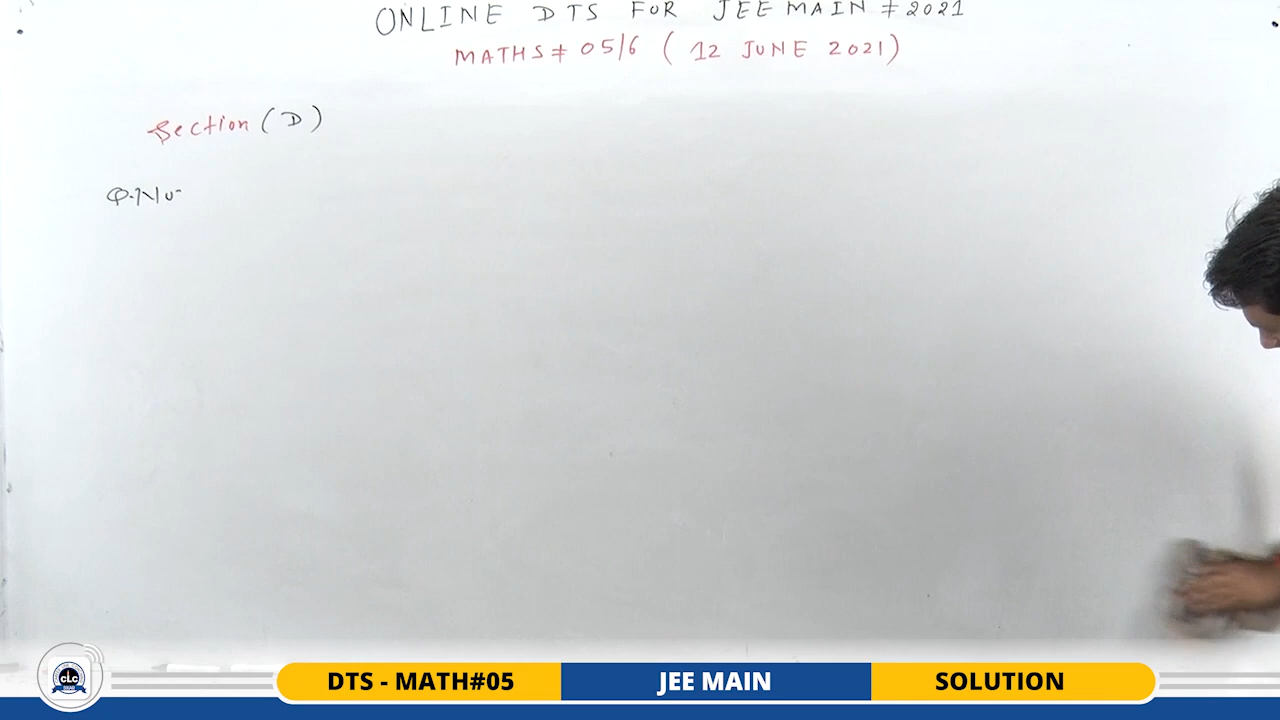 ONLINE DTS FOR JEE MAIN # 2021
MATHS # 05/6 ( 12 JUNE 2021)
Section ( D )
Q.No-
CLC
DTS - MATH#05
JEE MAIN
SOLUTION